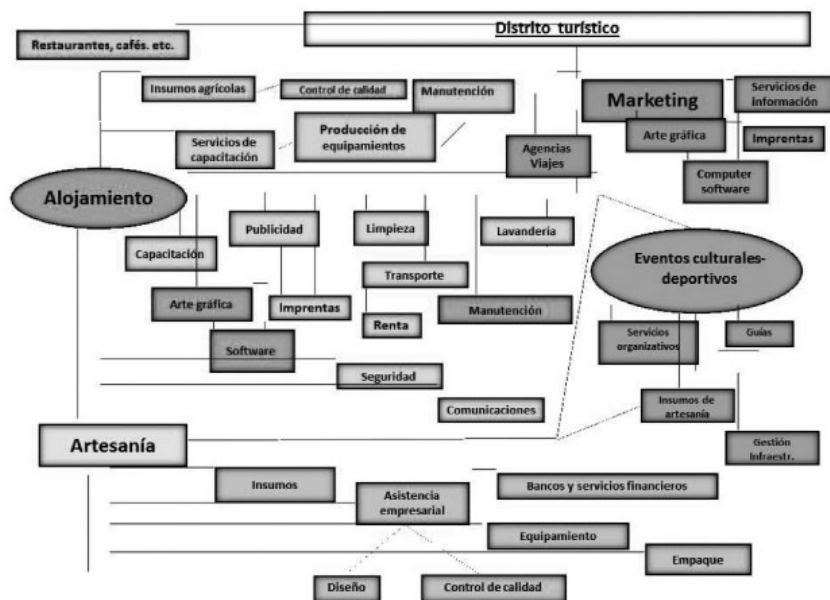 Distrito turístico
Restaurantes, cafés. etc.
Insumos agrícolas
Control de calidad
Manutención
Marketing
Servicios de
información
Servicios de
capacitación
Producción de
equipamientos
Agencias
Viajes
Arte gráfica
Imprentas
Computer
software
Alojamiento
Capacitación
Publicidad
Limpieza
Lavandería
Eventos culturales-
deportivos
Transporte
Arte gráfica
Imprentas
Manutención
Renta
Servicios
organizativos
Guías
Software
Seguridad
Comunicaciones
Insumos de
artesanía
Artesanía
Gestión
Infraestr.
Insumos
Asistencia
empresarial
Bancos y servicios financieros
Equipamiento
Empaque
Diseño
Control de calidad